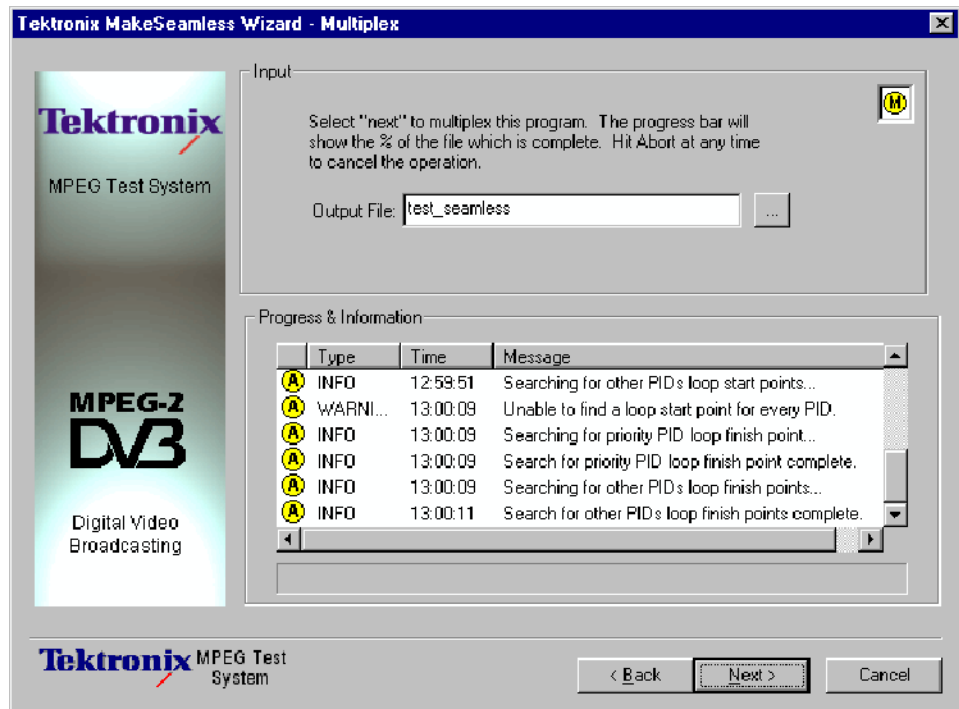 Tektronix MakeSeamless Wizard - Multiplex
Tektronix
MPEG Test System
MPEG-2
DVB
Digital Video
Broadcasting
Input
M
Select "next" to multiplex this program. The progress bar will
show the % of the file which is complete. Hit Abort at any time
to cancel the operation.
Output File: test_seamless ...
Progress & Information
Type Time Message
A INFO 12:59:51 Searching for other PIDs loop start points...
A WARNI... 13:00:09 Unable to find a loop start point for every PID.
A INFO 13:00:09 Searching for priority PID loop finish point...
A INFO 13:00:09 Search for priority PID loop finish point complete.
A INFO 13:00:09 Searching for other PIDs loop finish points...
A INFO 13:00:11 Search for other PIDs loop finish points complete.
Tektronix MPEG Test
System
< Back Next > Cancel